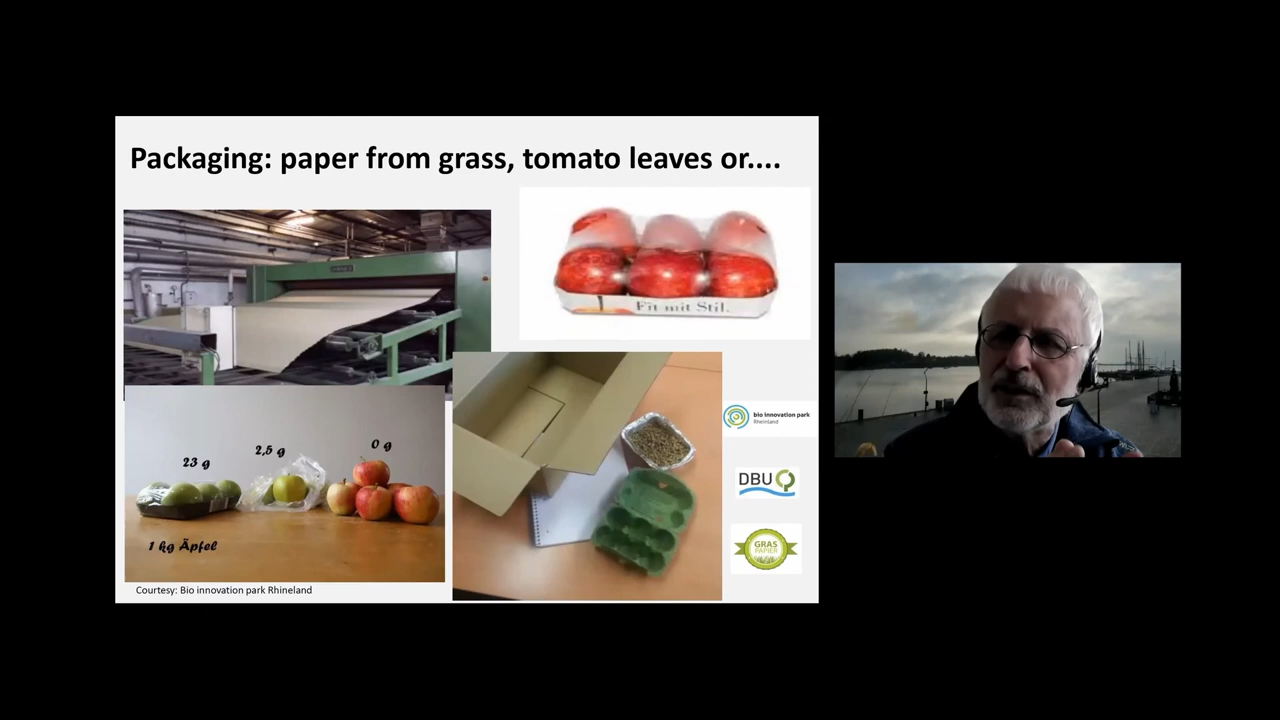 Packaging: paper from grass, tomato leaves or....
Fit mit Stil.
23 g
2,5 g
0 g
1 kg Äpfel
bio innovation park
Rheinland
DBU
GRAS
PAPIER
Courtesy: Bio innovation park Rhineland